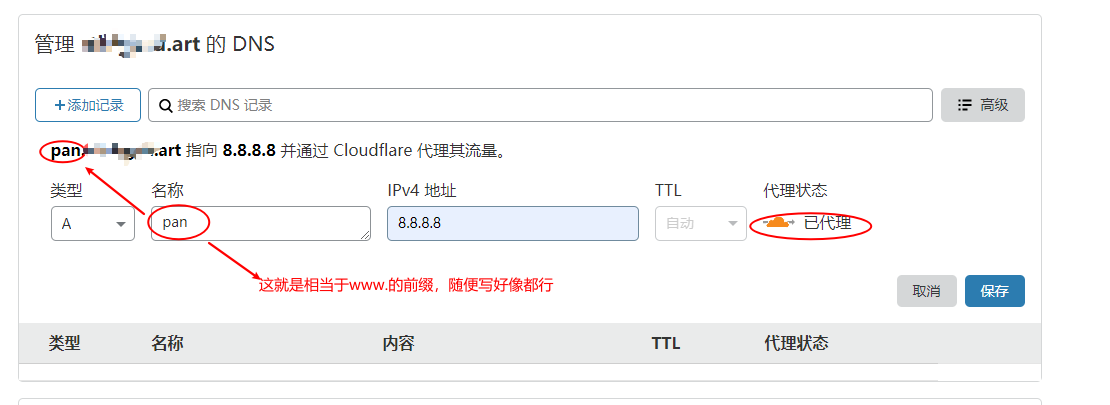 管理 .art 的 DNS
+添加记录 搜索 DNS 记录 高级
pan. .art 指向 8.8.8.8 并通过 Cloudflare 代理其流量。
类型 名称 IPv4 地址 TTL 代理状态
A pan 8.8.8.8 自动 已代理
这就是相当于www.的前缀，随便写好像都行
取消 保存
类型 名称 内容 TTL 代理状态